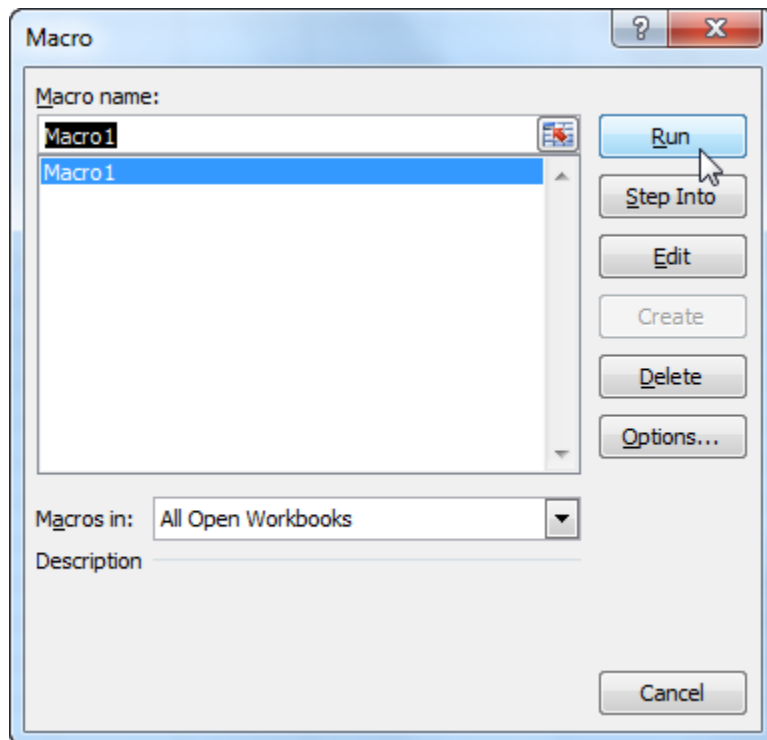 Macro
Macro name:
Macro1
Macro1
Run
Step Into
Edit
Create
Delete
Options...
Macros in: All Open Workbooks
Description
Cancel